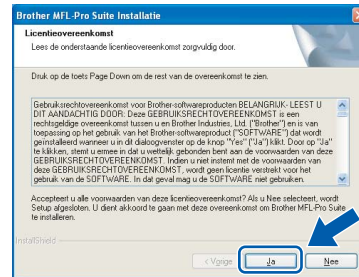 Brother MFL-Pro Suite Installatie
Licentieovereenkomst
Lees de onderstaande licentieovereenkomst zorgvuldig door.
Druk op de toets Page Down om de rest van de overeenkomst te zien.
Gebruiksrechtovereenkomst voor Brother-softwareproducten BELANGRIJK- LEEST U
DIT AANDACHTIG DOOR: Deze GEBRUIKSRECHTOVEREENKOMST is een
rechtsgeldige overeenkomst tussen u en Brother Industries, Ltd. ("Brother") en is van
toepassing op het gebruik van het Brother-softwareproduct ("SOFTWARE") dat wordt
geïnstalleerd wanneer u in dit dialoogvenster op de knop "Yes" ("Ja") klikt. Door op "Ja"
te klikken, stemt u ermee in dat u wettelijk gebonden bent aan de voorwaarden van deze
GEBRUIKSRECHTOVEREENKOMST. Indien u niet instemt met de voorwaarden van
deze GEBRUIKSRECHTOVEREENKOMST, wordt geen licentie verstrekt voor het
gebruik van de SOFTWARE. In dat geval mag u de SOFTWARE niet gebruiken.
Accepteert u alle voorwaarden van deze licentieovereenkomst? Als u Nee selecteert, wordt
Setup afgesloten. U dient akkoord te gaan met deze overeenkomst om Brother MFL-Pro Suite
te installeren.
InstallShield
< Vorige Ja Nee